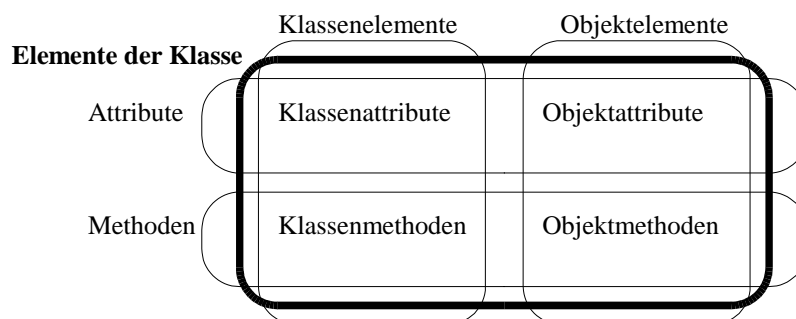 Klassenelemente Objektelemente
Elemente der Klasse
Attribute Klassenattribute Objektattribute
Methoden Klassenmethoden Objektmethoden